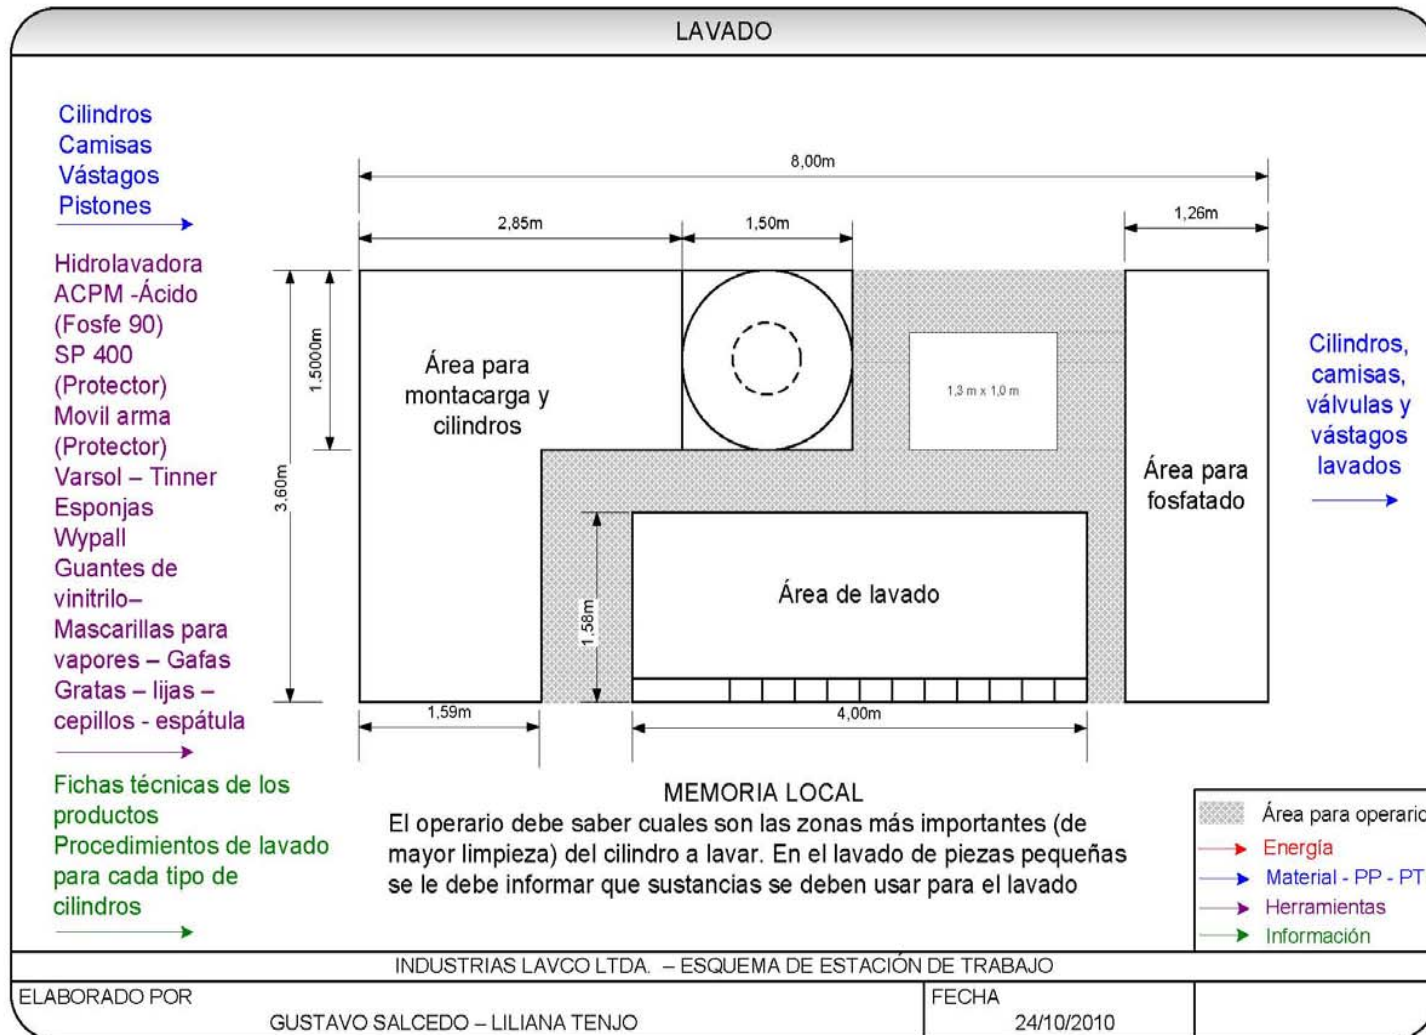 LAVADO
Cilindros
Camisas
Vástagos
Pistones
Hidrolavadora
ACPM -Ácido
(Fosfe 90)
SP 400
(Protector)
Movil arma
(Protector)
Varsol – Tinner
Esponjas
Wypall
Guantes de
vinitrilo–
Mascarillas para
vapores – Gafas
Gratas – lijas –
cepillos - espátula
Fichas técnicas de los
productos
Procedimientos de lavado
para cada tipo de
cilindros
8,00m
2,85m
1,50m
1,26m
1.5000m
3.60m
Área para
montacarga y
cilindros
1,3 m x 1,0 m
Área para
fosfatado
Área de lavado
1,58m
1,59m
4,00m
Cilindros,
camisas,
válvulas y
vástagos
lavados
MEMORIA LOCAL
El operario debe saber cuales son las zonas más importantes (de
mayor limpieza) del cilindro a lavar. En el lavado de piezas pequeñas
se le debe informar que sustancias se deben usar para el lavado
Área para operario
Energía
Material - PP - PT
Herramientas
Información
INDUSTRIAS LAVCO LTDA. – ESQUEMA DE ESTACIÓN DE TRABAJO
ELABORADO POR
GUSTAVO SALCEDO – LILIANA TENJO
FECHA
24/10/2010